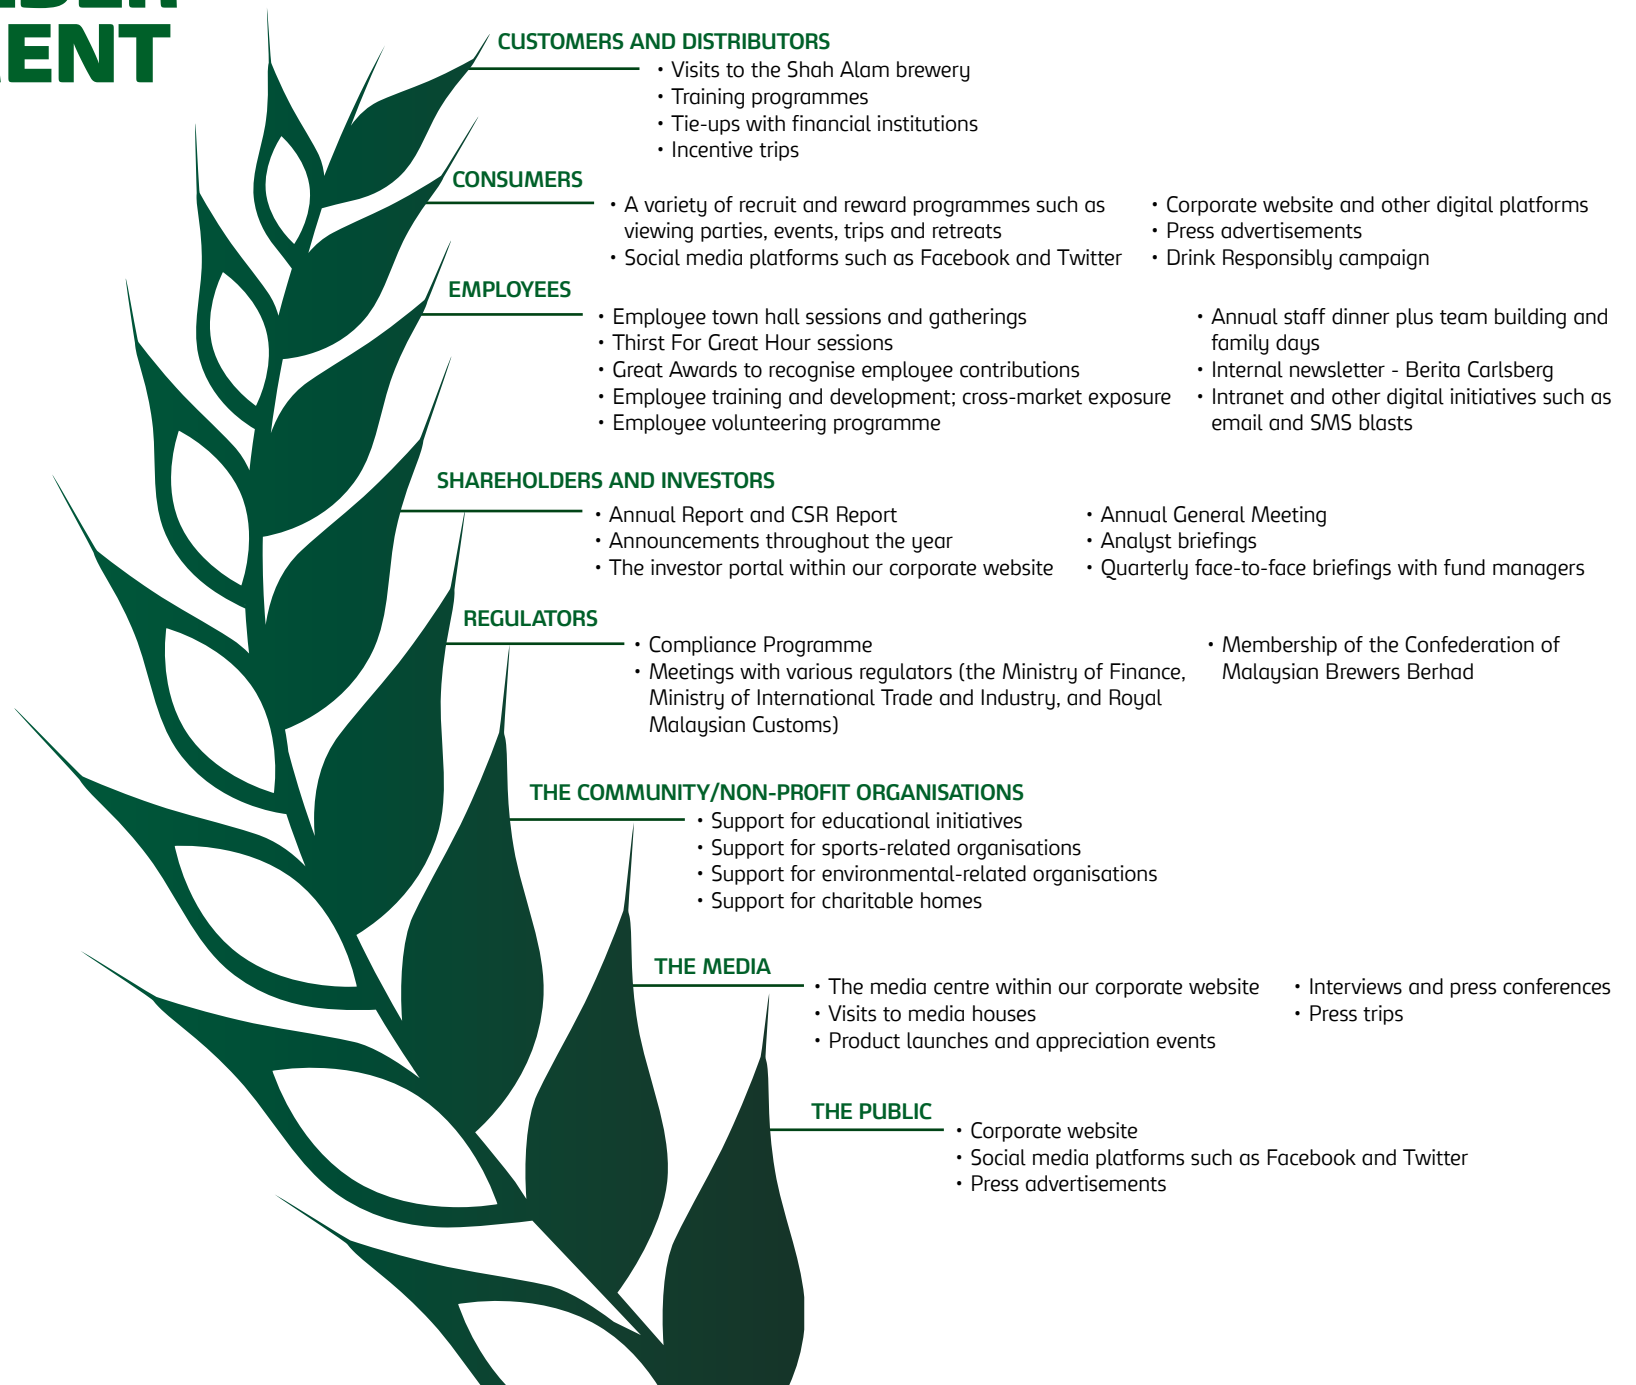 ENT
CUSTOMERS AND DISTRIBUTORS
• Visits to the Shah Alam brewery
• Training programmes
• Tie-ups with financial institutions
• Incentive trips
CONSUMERS
• A variety of recruit and reward programmes such as
viewing parties, events, trips and retreats
• Social media platforms such as Facebook and Twitter
• Corporate website and other digital platforms
• Press advertisements
• Drink Responsibly campaign
EMPLOYEES
• Employee town hall sessions and gatherings
• Thirst For Great Hour sessions
• Great Awards to recognise employee contributions
• Employee training and development; cross-market exposure
• Employee volunteering programme
• Annual staff dinner plus team building and
family days
• Internal newsletter - Berita Carlsberg
• Intranet and other digital initiatives such as
email and SMS blasts
SHAREHOLDERS AND INVESTORS
• Annual Report and CSR Report
• Announcements throughout the year
• The investor portal within our corporate website
• Annual General Meeting
• Analyst briefings
• Quarterly face-to-face briefings with fund managers
REGULATORS
• Compliance Programme
• Meetings with various regulators (the Ministry of Finance,
Ministry of International Trade and Industry, and Royal
Malaysian Customs)
• Membership of the Confederation of
Malaysian Brewers Berhad
THE COMMUNITY/NON-PROFIT ORGANISATIONS
• Support for educational initiatives
• Support for sports-related organisations
• Support for environmental-related organisations
• Support for charitable homes
THE MEDIA
• The media centre within our corporate website
• Visits to media houses
• Product launches and appreciation events
• Interviews and press conferences
• Press trips
THE PUBLIC
• Corporate website
• Social media platforms such as Facebook and Twitter
• Press advertisements